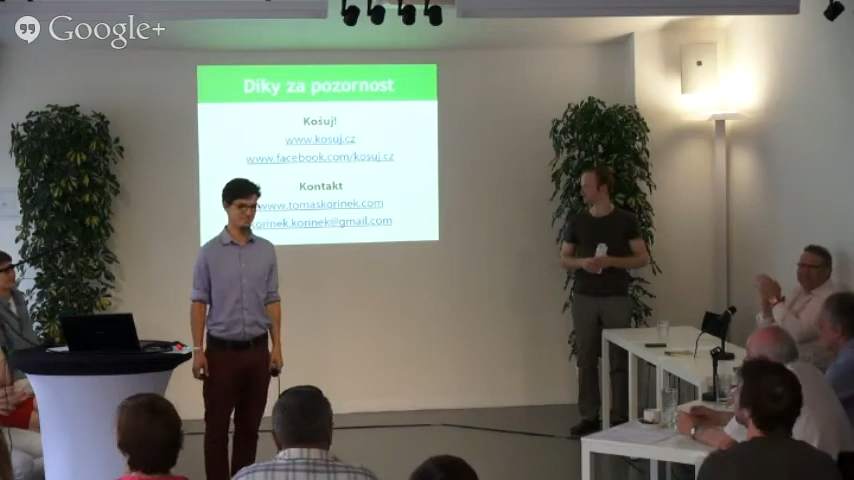 Google+
Díky za pozornost
Košuj!
www.kosuj.cz
www.facebook.com/kosuj.cz
Kontakt
www.tomaskorinek.com
korinek.korinek@gmail.com